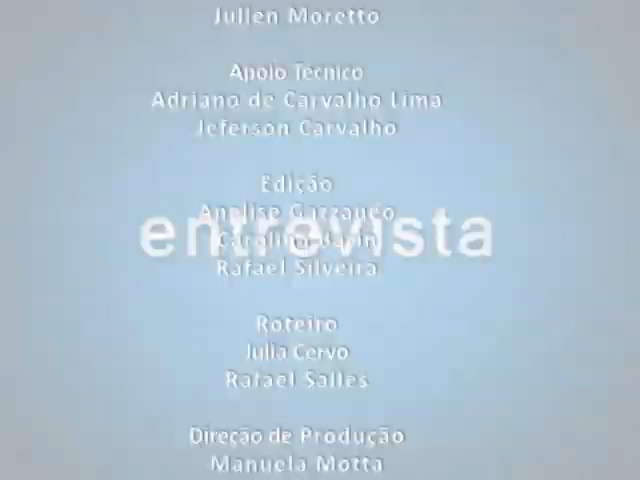 Julien Moretto
Apoio Técnico
Adriano de Carvalho Lima
Jeferson Carvalho
Edição
entrevista
Rafael Silveira
Roteiro
Julia Cervo
Rafael Salles
Direção de Produção
Manuela Motta